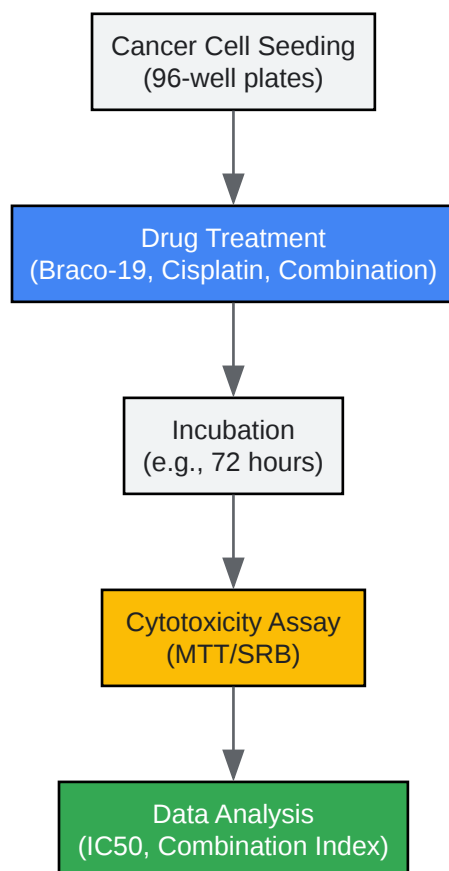 Cancer Cell Seeding
(96-well plates)
Drug Treatment
(Braco-19, Cisplatin, Combination)
Incubation
(e.g., 72 hours)
Cytotoxicity Assay
(MTT/SRB)
Data Analysis
(IC50, Combination Index)